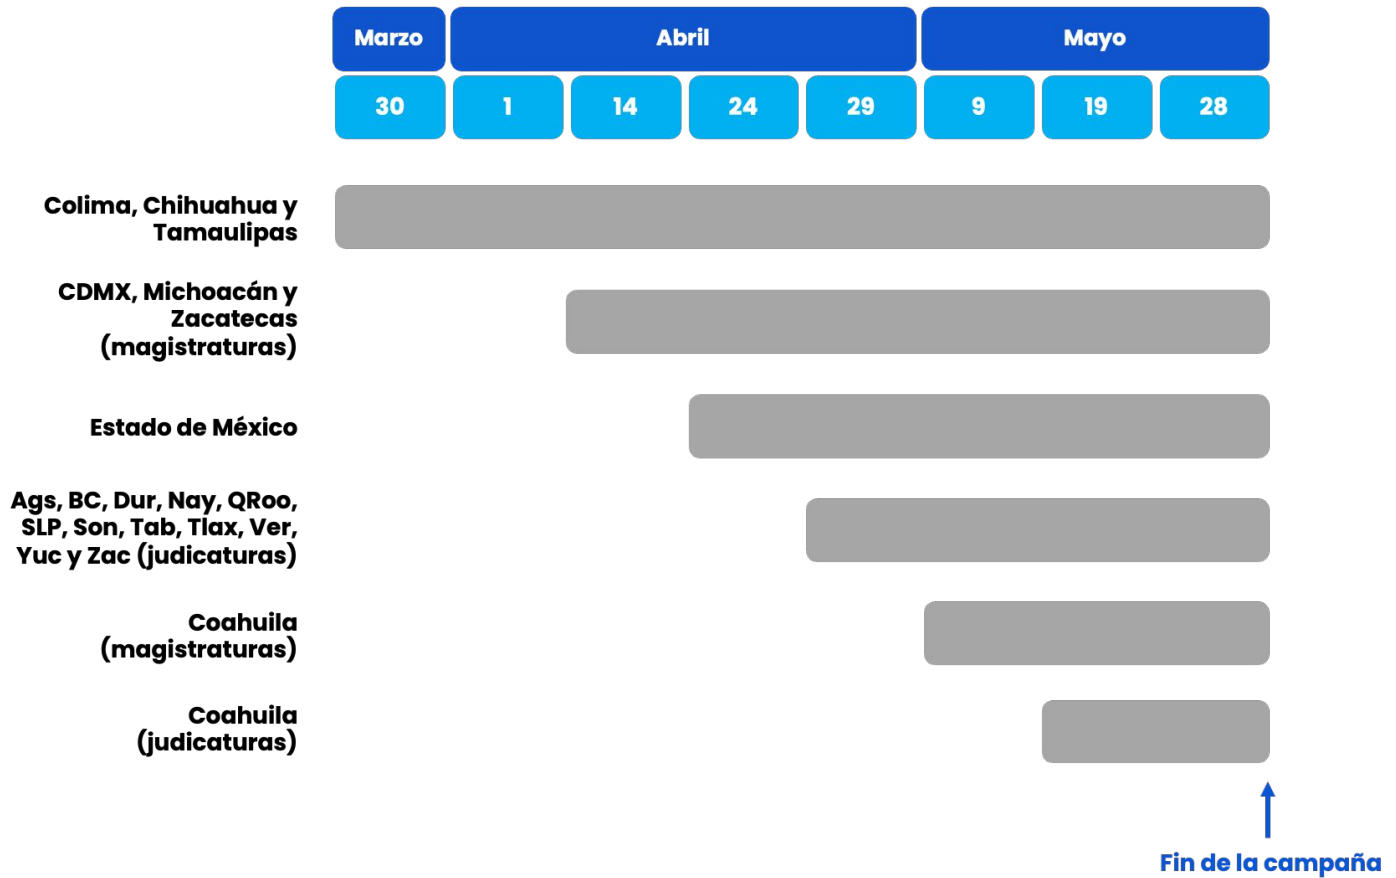 Marzo
Abril
Mayo
30
1
14
24
29
9
19
28
Colima, Chihuahua y
Tamaulipas
CDMX, Michoacán y
Zacatecas
(magistraturas)
Estado de México
Ags, BC, Dur, Nay, QRoo,
SLP, Son, Tab, Tlax, Ver,
Yuc y Zac (judicaturas)
Coahuila
(magistraturas)
Coahuila
(judicaturas)
Fin de la campaña